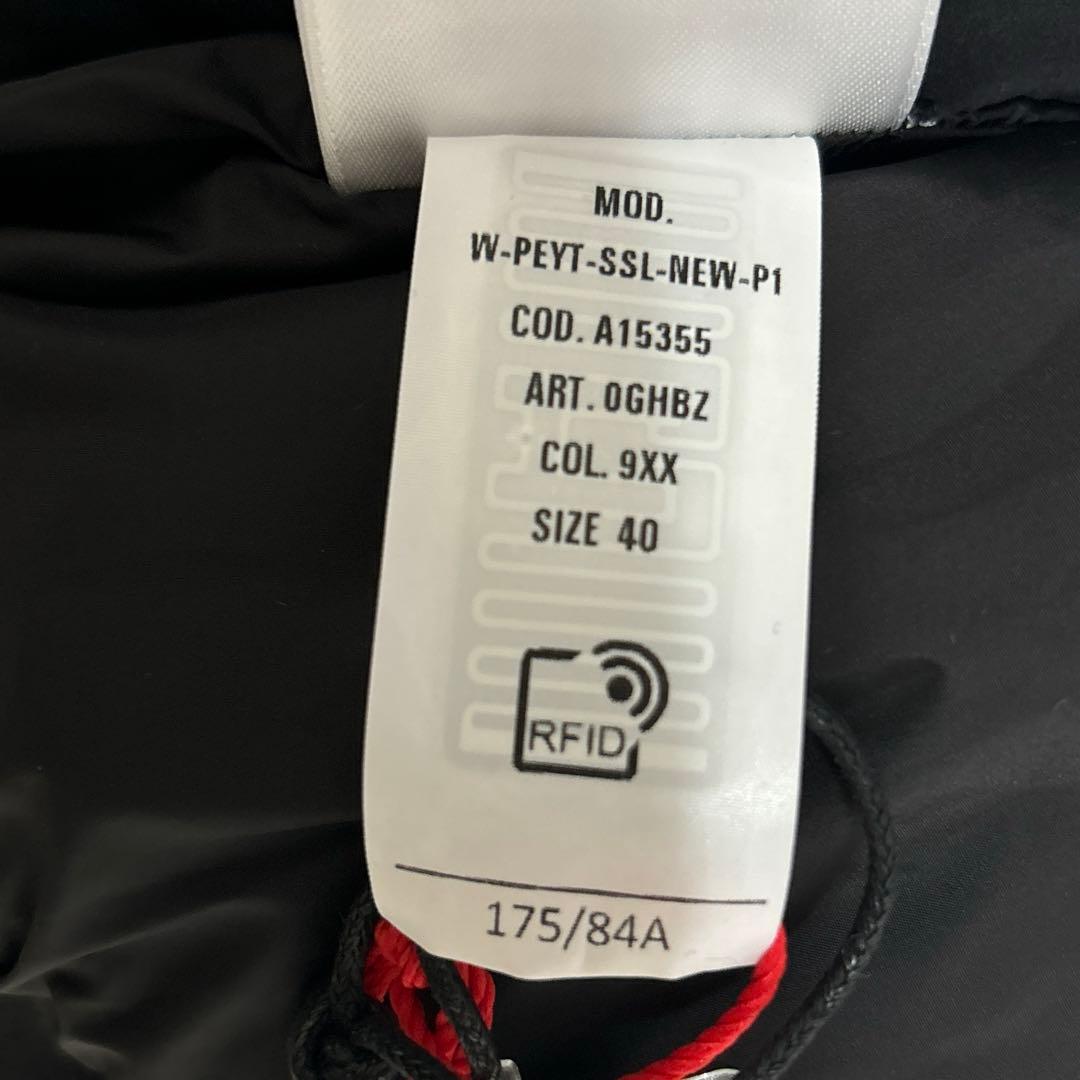 MOD.
W-PEYT-SSL-NEW-P1
COD. A15355
ART. 0GHBZ
COL. 9XX
SIZE 40
RFID
175/84A